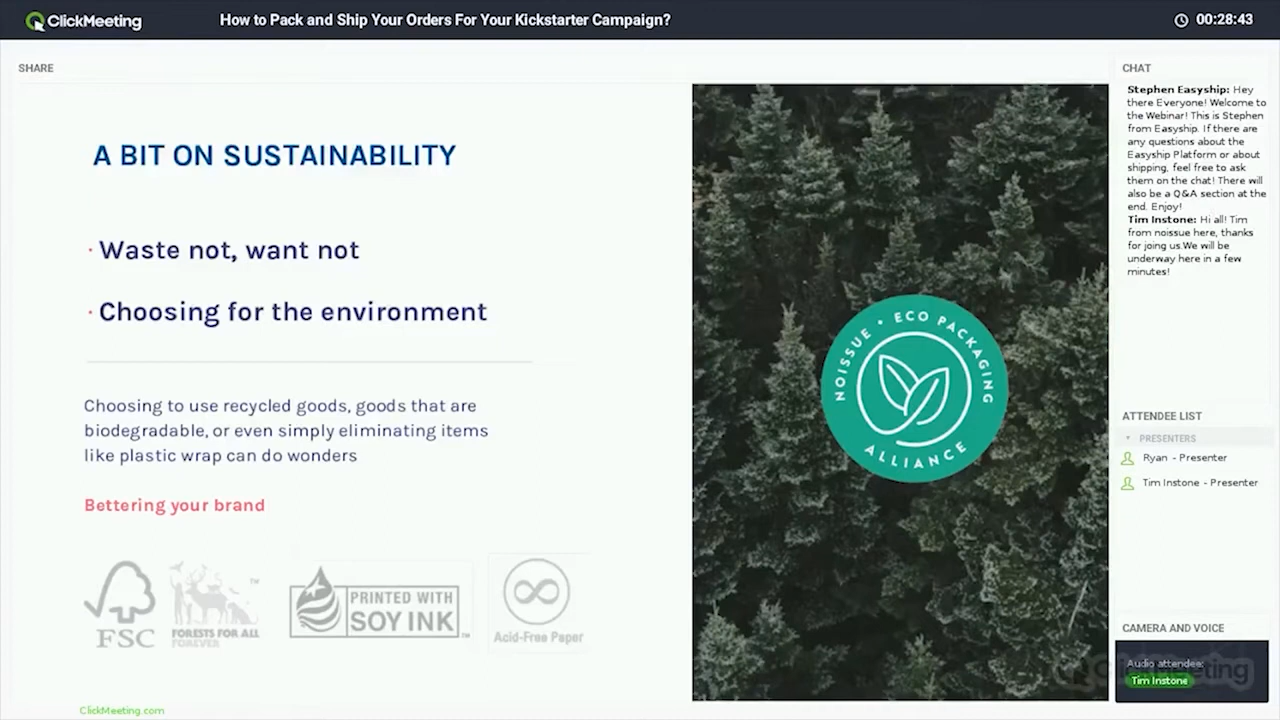 ClickMeeting
How to Pack and Ship Your Orders For Your Kickstarter Campaign?
00:28:43
SHARE
A BIT ON SUSTAINABILITY
· Waste not, want not
· Choosing for the environment
Choosing to use recycled goods, goods that are
biodegradable, or even simply eliminating items
like plastic wrap can do wonders
Bettering your brand
FSC
FORESTS FOR ALL
FOREVER
TM
PRINTED WITH
SOY INK
TM
Acid-Free Paper
NOISSUE • ECO PACKAGING
ALLIANCE
CHAT
Stephen Easyship: Hey
there Everyone! Welcome to
the Webinar! This is Stephen
from Easyship. If there are
any questions about the
Easyship Platform or about
shipping, feel free to ask
them on the chat! There will
also be a Q&A section at the
end. Enjoy!
Tim Instone: Hi all! Tim
from noissue here, thanks
for joing us.We will be
underway here in a few
minutes!
ATTENDEE LIST
PRESENTERS
Ryan - Presenter
Tim Instone - Presenter
CAMERA AND VOICE
Audio attendee:
Tim Instone
ClickMeeting
ClickMeeting.com